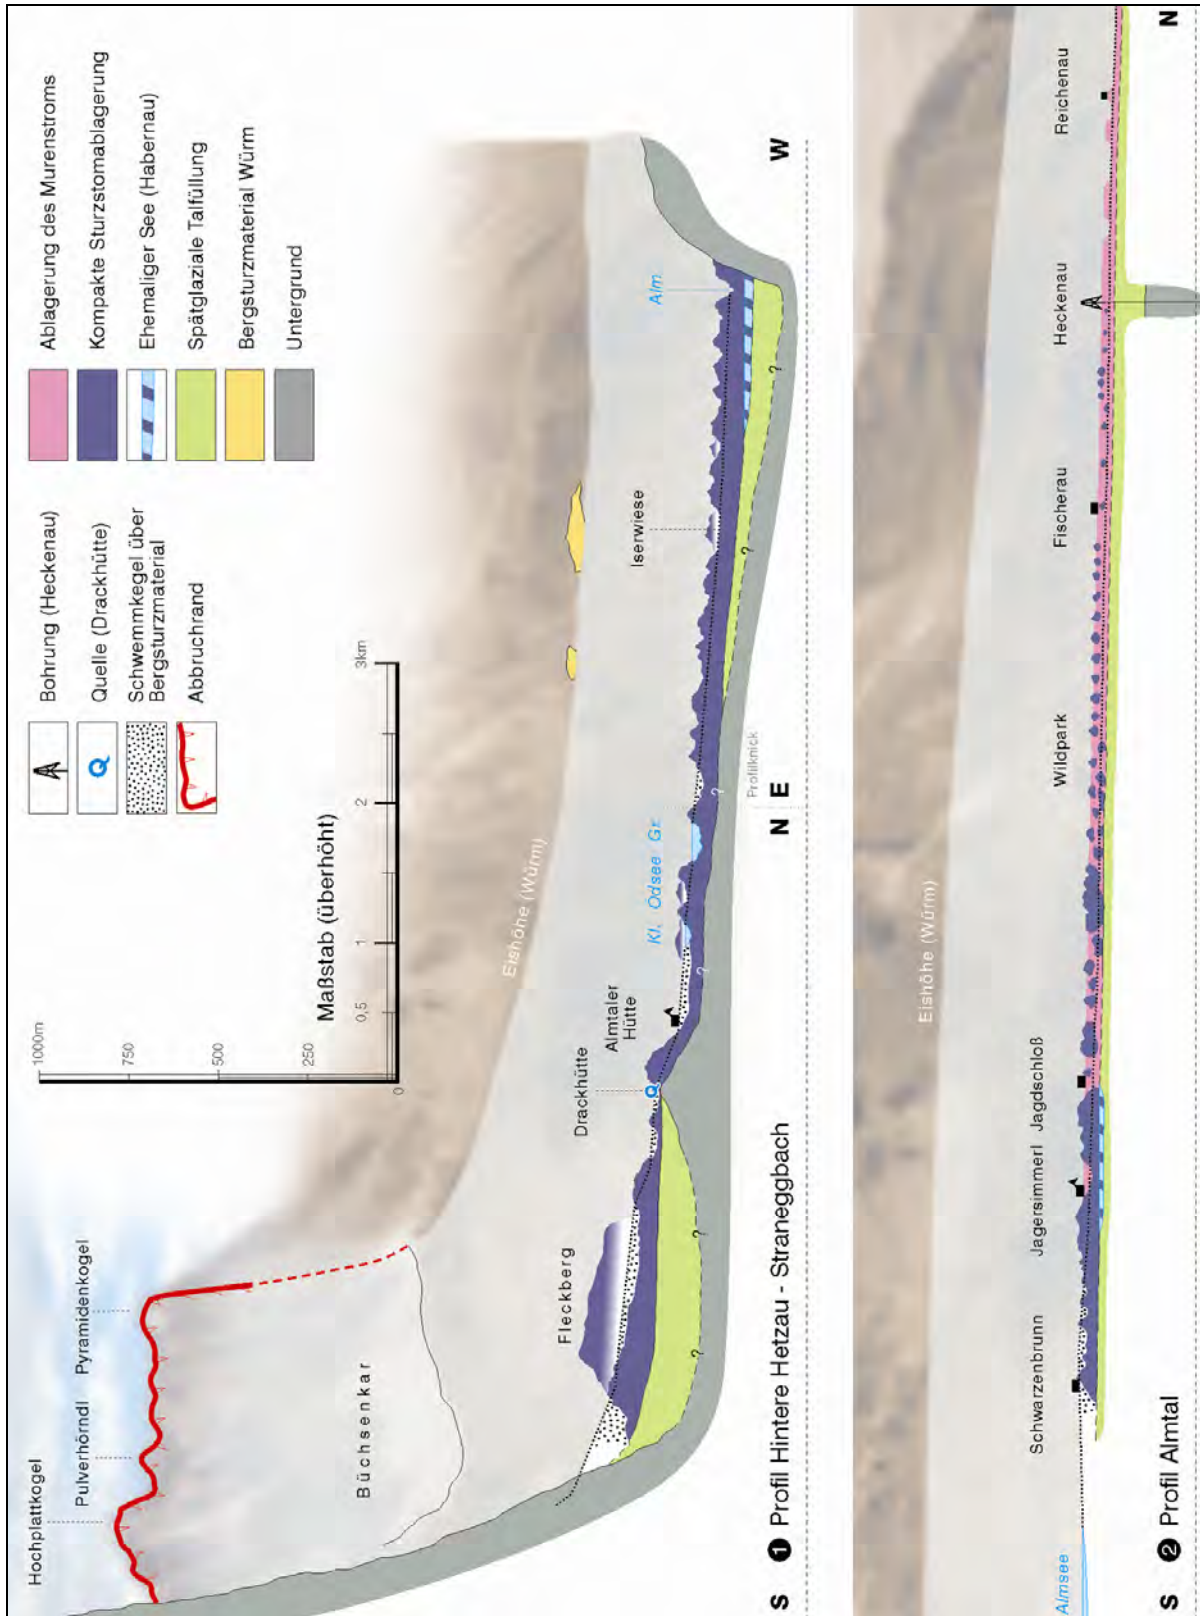 Hochplattkogel
Pulverhörndl
Pyramidenkogel
Büchsenkar
1000m
750
500
250
0
Maßstab (überhöht)
0,5
1
2
3km
Bohrung (Heckenau)
Q
Quelle (Drackhütte)
Schwemmkegel über
Bergsturzmaterial
Abbruchrand
Ablagerung des Murenstroms
Kompakte Sturzstomablagerung
Ehemaliger See (Habernau)
Spätglaziale Talfüllung
Bergsturzmaterial Würm
Untergrund
Eishöhe (Würm)
Fleckberg
Drackhütte
Q
Almtaler
Hütte
Kl. Ödsee Gr.
Iserwiese
Alm
?
?
?
?
?
?
Profilknick
S
1 Profil Hintere Hetzau - Straneggbach
N
E
W
Eishöhe (Würm)
Almsee
Schwarzenbrunn
Jagersimmerl
Jagdschloß
Wildpark
Fischerau
Heckenau
Reichenau
S
2 Profil Almtal
N